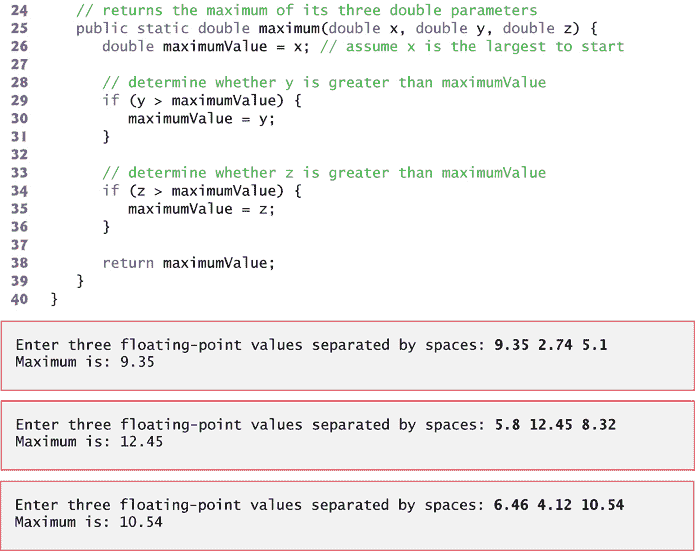 24 // returns the maximum of its three double parameters
25 public static double maximum(double x, double y, double z) {
26 double maximumValue = x; // assume x is the largest to start
27
28 // determine whether y is greater than maximumValue
29 if (y > maximumValue) {
30 maximumValue = y;
31 }
32
33 // determine whether z is greater than maximumValue
34 if (z > maximumValue) {
35 maximumValue = z;
36 }
37
38 return maximumValue;
39 }
40 }
Enter three floating-point values separated by spaces: 9.35 2.74 5.1
Maximum is: 9.35
Enter three floating-point values separated by spaces: 5.8 12.45 8.32
Maximum is: 12.45
Enter three floating-point values separated by spaces: 6.46 4.12 10.54
Maximum is: 10.54